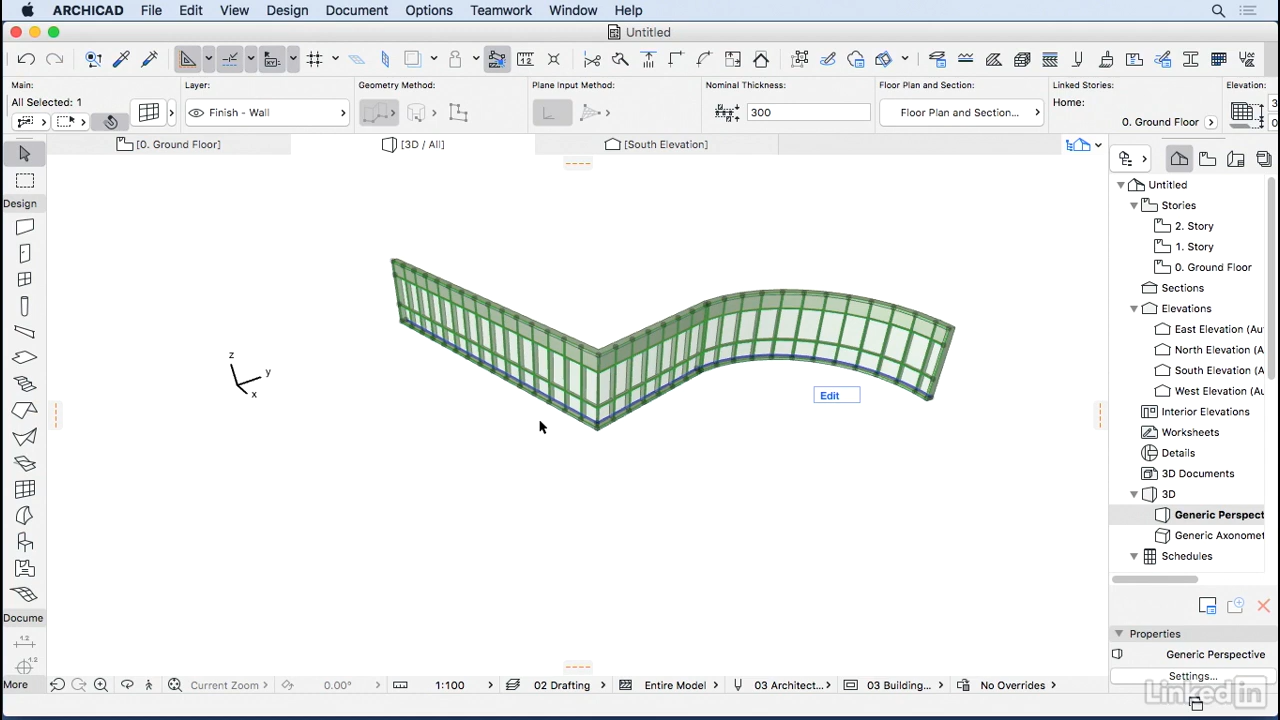 ARCHICAD File Edit View Design Document Options Teamwork Window Help
Untitled
Main:
All Selected: 1
Layer:
Finish - Wall
Geometry Method:
Plane Input Method:
Nominal Thickness:
300
Floor Plan and Section:
Floor Plan and Section...
Linked Stories:
Home:
0. Ground Floor
Elevation:
[0. Ground Floor]
[3D / All]
[South Elevation]
Design
Docume
More
z
y
x
Edit
Untitled
Stories
2. Story
1. Story
0. Ground Floor
Sections
Elevations
East Elevation (Au
North Elevation (Au
South Elevation (Au
West Elevation (Au
Interior Elevations
Worksheets
Details
3D Documents
3D
Generic Perspect
Generic Axonomet
Schedules
Properties
Generic Perspective
Settings...
Current Zoom
0.00°
1:100
02 Drafting
Entire Model
03 Architect...
03 Building...
No Overrides
LinkedIn